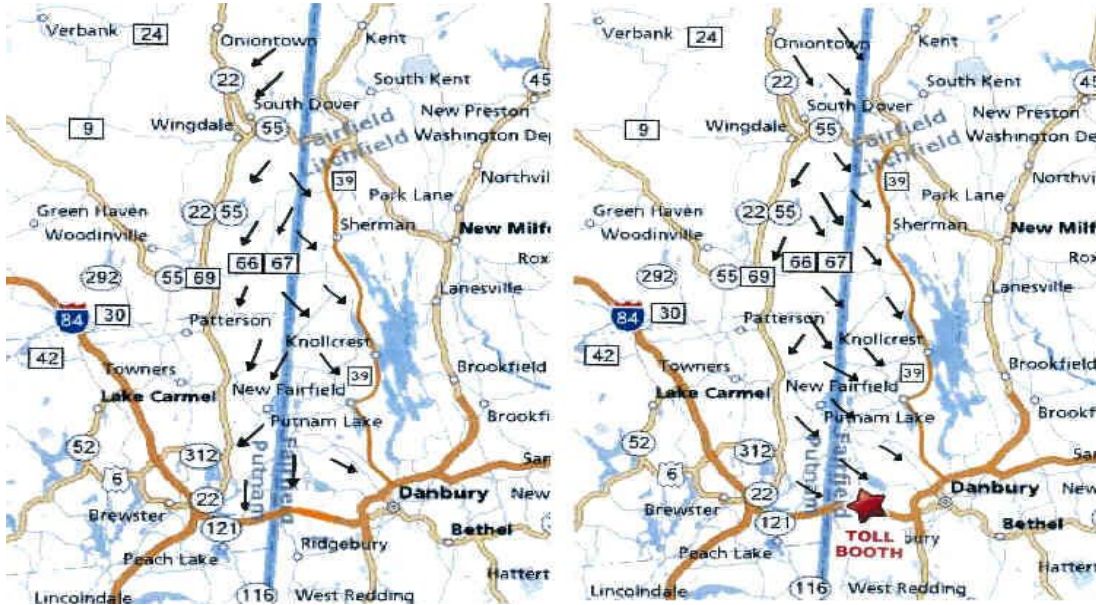 Verbank
24
Oniontown
Kent
22
South Kent
45
South Dover
New Preston
9
Wingdale
55
Fairfield
Litchfield
Washington Dep
39
Northvil
Park Lane
Green Haven
22
55
Sherman
Woodinville
New Milf
66
67
Rox
292
55
69
Lanesville
84
30
Patterson
42
Knollcrest
Towners
39
Brookfield
Lake Carmel
New Fairfield
Putnam Lake
Brookfi
52
312
Putnam
Fairfield
San
6
22
Danbury
New
Brewster
121
Bethel
Peach Lake
Ridgebury
Hattert
Lincolndale
116
West Redding
Verbank
24
Oniontown
Kent
22
South Kent
45
South Dover
New Preston
9
Wingdale
55
Fairfield
Litchfield
Washington Dep
39
Northvil
Park Lane
Green Haven
22
55
Sherman
Woodinville
New Milf
66
67
Rox
292
55
69
Lanesville
84
30
Patterson
42
Knollcrest
Towners
39
Brookfield
Lake Carmel
New Fairfield
Putnam Lake
Brookfi
52
312
Putnam
Fairfield
San
6
22
Danbury
New
Brewster
121
TOLL
BOOTH
bury
Bethel
Peach Lake
Hattert
Lincolndale
116
West Redding